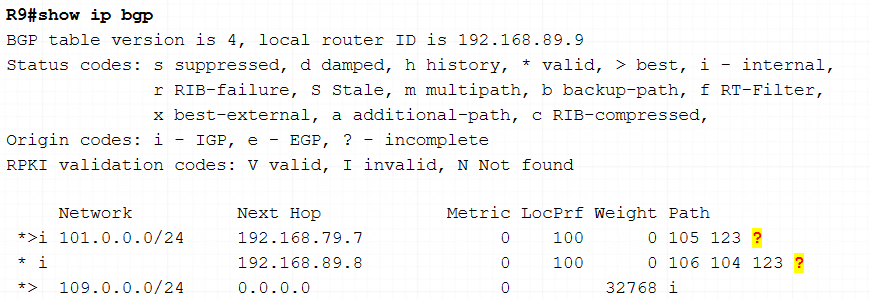 R9#show ip bgp
BGP table version is 4, local router ID is 192.168.89.9
Status codes: s suppressed, d damped, h history, * valid, > best, i - internal,
              r RIB-failure, S Stale, m multipath, b backup-path, f RT-Filter,
              x best-external, a additional-path, c RIB-compressed,
Origin codes: i - IGP, e - EGP, ? - incomplete
RPKI validation codes: V valid, I invalid, N Not found
     Network          Next Hop            Metric LocPrf Weight Path
 *>i 101.0.0.0/24     192.168.79.7             0    100      0 105 123 ?
 * i                  192.168.89.8             0    100      0 106 104 123 ?
 *>  109.0.0.0/24     0.0.0.0                  0         32768 i